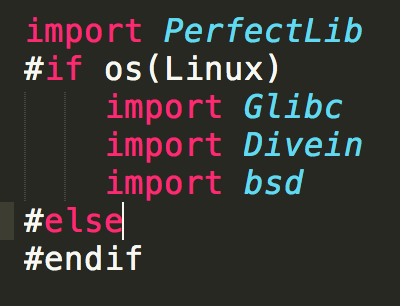 import PerfectLib
#if os(Linux)
        import Glibc
        import Divein
        import bsd
#else
#endif